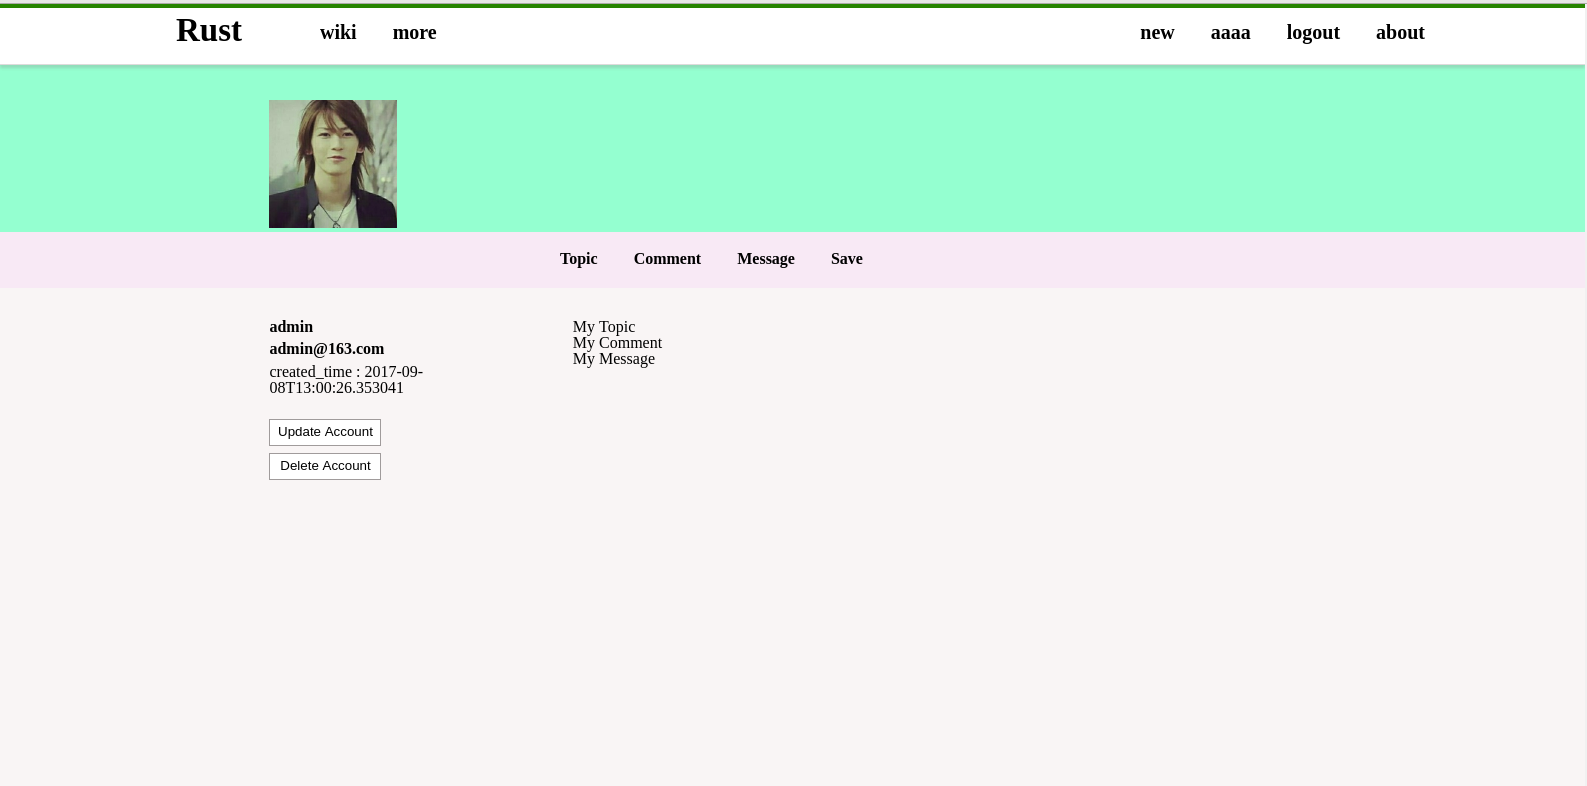 Rust wiki more new aaaa logout about
Topic Comment Message Save
admin
admin@163.com
created_time : 2017-09-
08T13:00:26.353041
Update Account
Delete Account
My Topic
My Comment
My Message